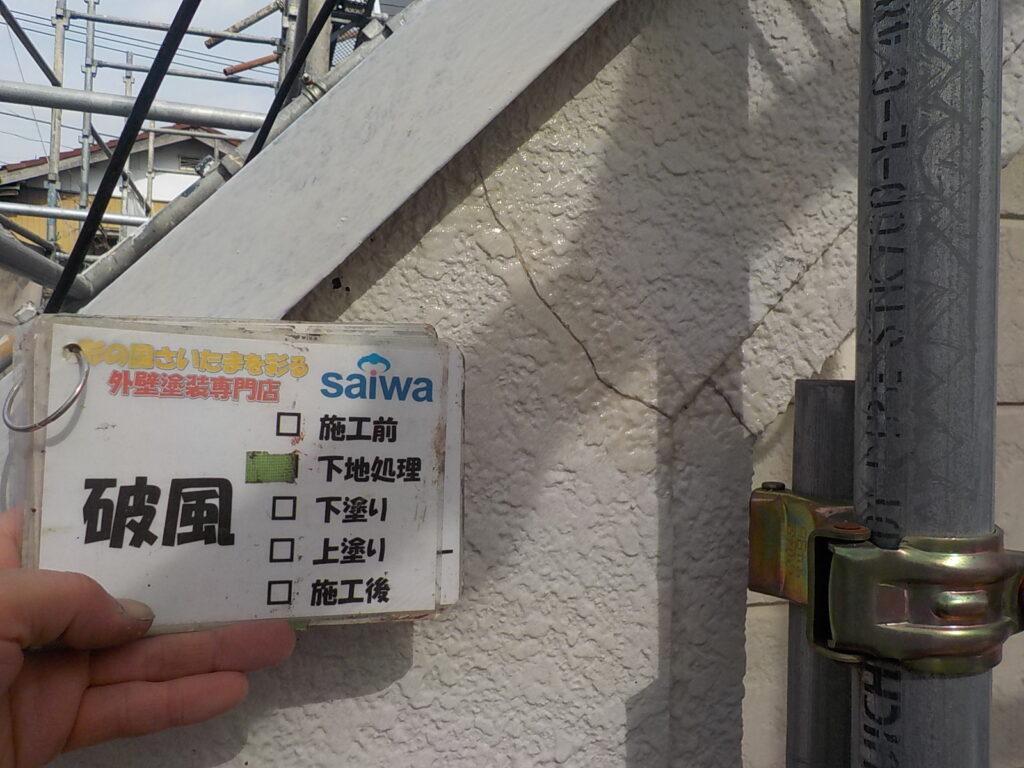 彩の国さいたまを彩る
外壁塗装専門店
saiwa
破風
□ 施工前
下地処理
□ 下塗り
□ 上塗り
□ 施工後